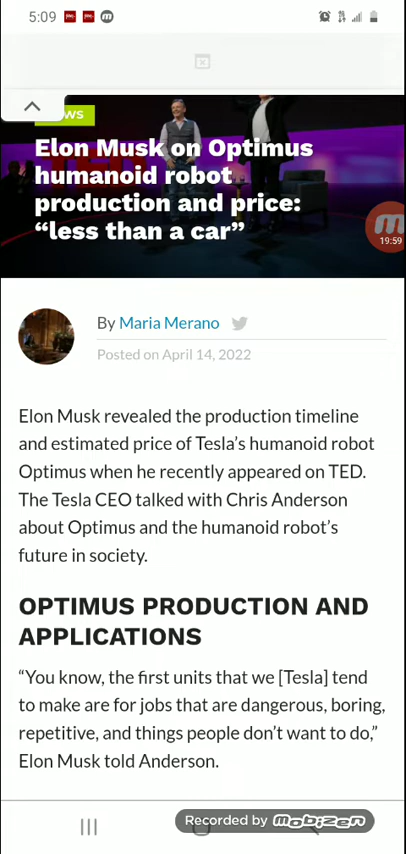 5:09
WS
Elon Musk on Optimus
humanoid robot
production and price:
“less than a car”
19:59
By Maria Merano
Posted on April 14, 2022
Elon Musk revealed the production timeline
and estimated price of Tesla’s humanoid robot
Optimus when he recently appeared on TED.
The Tesla CEO talked with Chris Anderson
about Optimus and the humanoid robot’s
future in society.
OPTIMUS PRODUCTION AND
APPLICATIONS
“You know, the first units that we [Tesla] tend
to make are for jobs that are dangerous, boring,
repetitive, and things people don’t want to do,”
Elon Musk told Anderson.
Recorded by mobizen